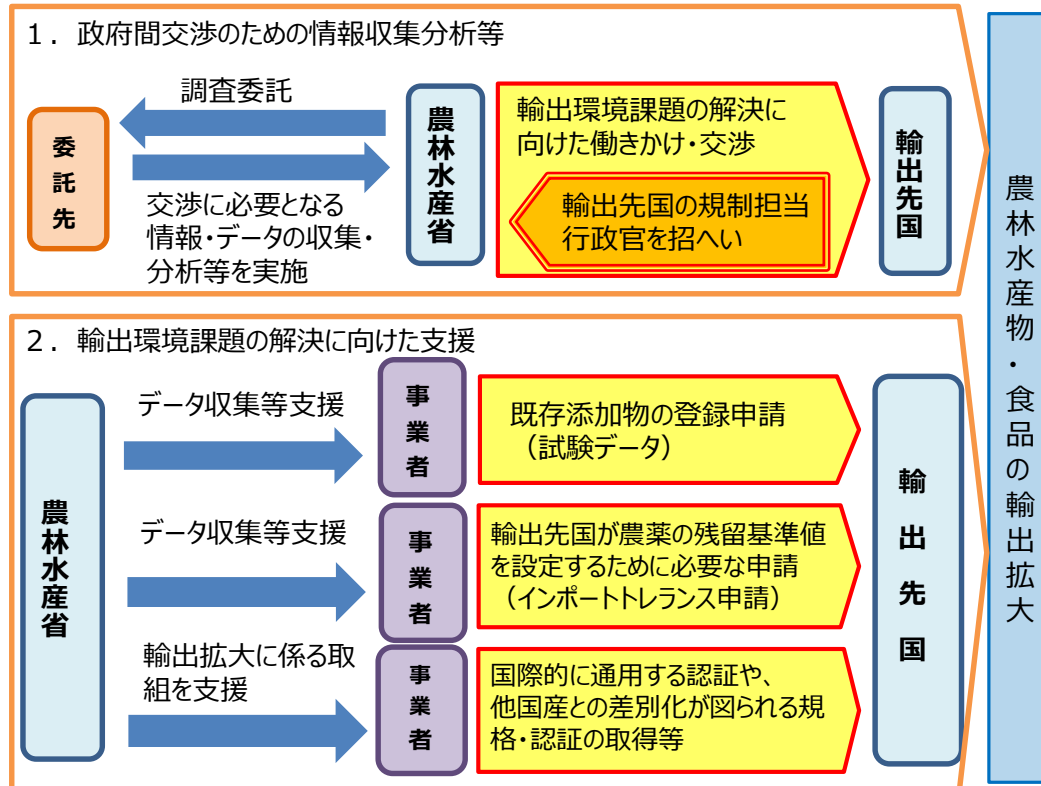 １．政府間交渉のための情報収集分析等
調査委託
委託先
交渉に必要となる
情報・データの収集・
分析等を実施
農林水産省
輸出環境課題の解決に
向けた働きかけ・交渉
輸出先国の規制担当
行政官を招へい
輸出先国
２．輸出環境課題の解決に向けた支援
農林水産省
データ収集等支援
事業者
既存添加物の登録申請
（試験データ）
データ収集等支援
事業者
輸出先国が農薬の残留基準値
を設定するために必要な申請
（インポートトレランス申請）
輸出拡大に係る取
組を支援
事業者
国際的に通用する認証や、
他国産との差別化が図られる規
格・認証の取得等
輸出先国
農林水産物・食品の輸出拡大